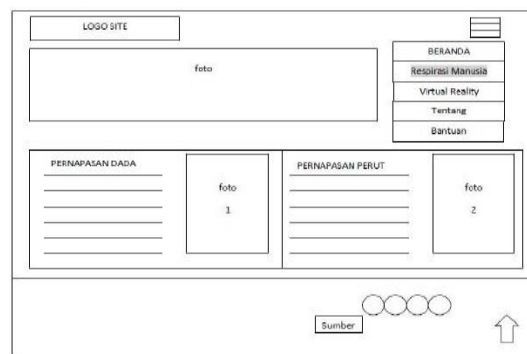 LOGO SITE
foto
BERANDA
Respirasi Manusia
Virtual Reality
Tentang
Bantuan
PERNAPASAN DADA
foto
1
PERNAPASAN PERUT
foto
2
Sumber